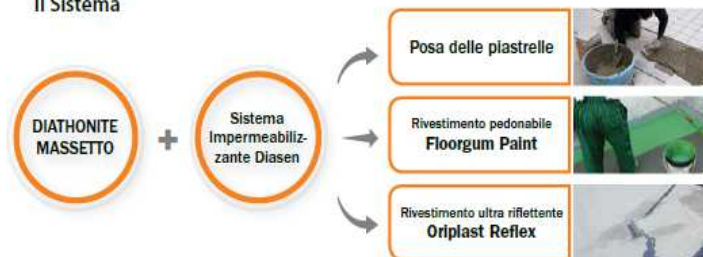 Il Sistema
DIATHONITE
MASSETTO
+
Sistema
Impermeabiliz-
zante Diasen
Posa delle piastrelle
Rivestimento pedonabile
Floorgum Paint
Rivestimento ultra riflettente
Oriplast Reflex